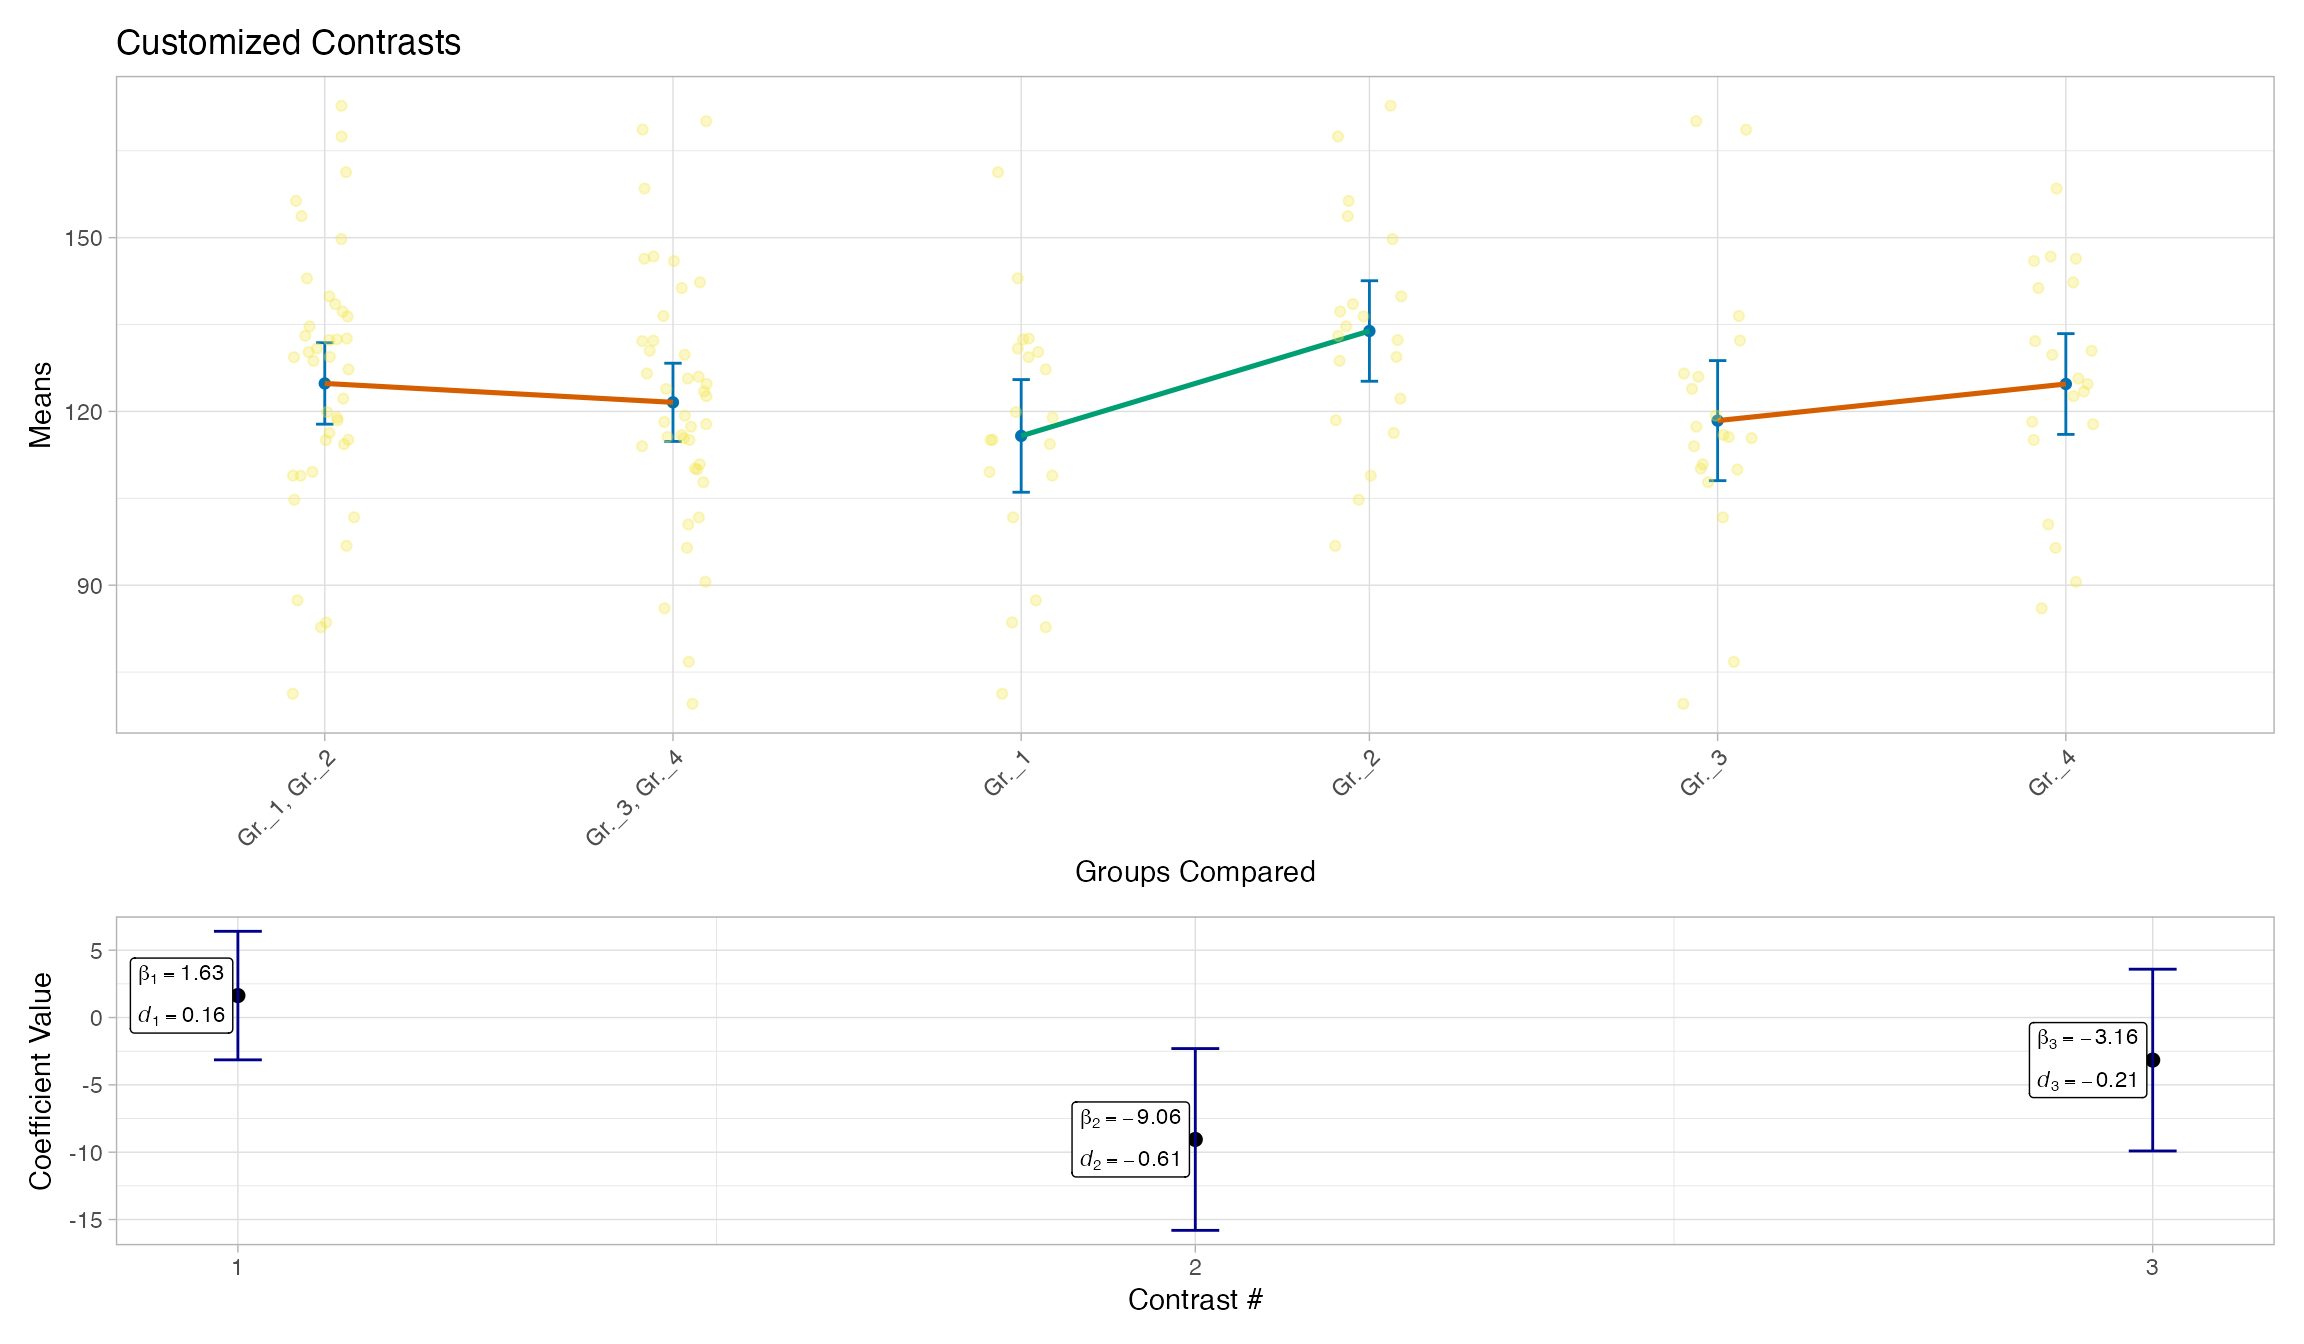 Customized Contrasts
Means
150
120
90
Gr._1, Gr._2
Gr._3, Gr._4
Gr._1
Gr._2
Gr._3
Gr._4
Groups Compared
Coefficient Value
5
0
-5
-10
-15
β₁ = 1.63
d₁ = 0.16
β₂ = −9.06
d₂ = −0.61
β₃ = −3.16
d₃ = −0.21
1
2
3
Contrast #